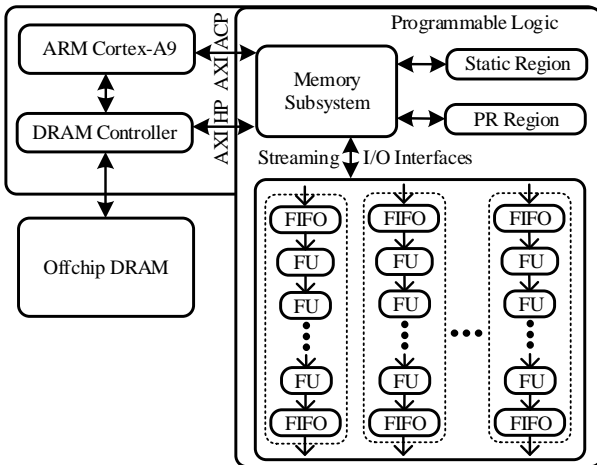 Programmable Logic
ARM Cortex-A9
AXI ACP
Memory
Subsystem
Static Region
DRAM Controller
AXI HP
PR Region
Streaming I/O Interfaces
Offchip DRAM
FIFO FIFO FIFO
FU FU FU
FU FU FU
FU FU FU
FIFO FIFO FIFO